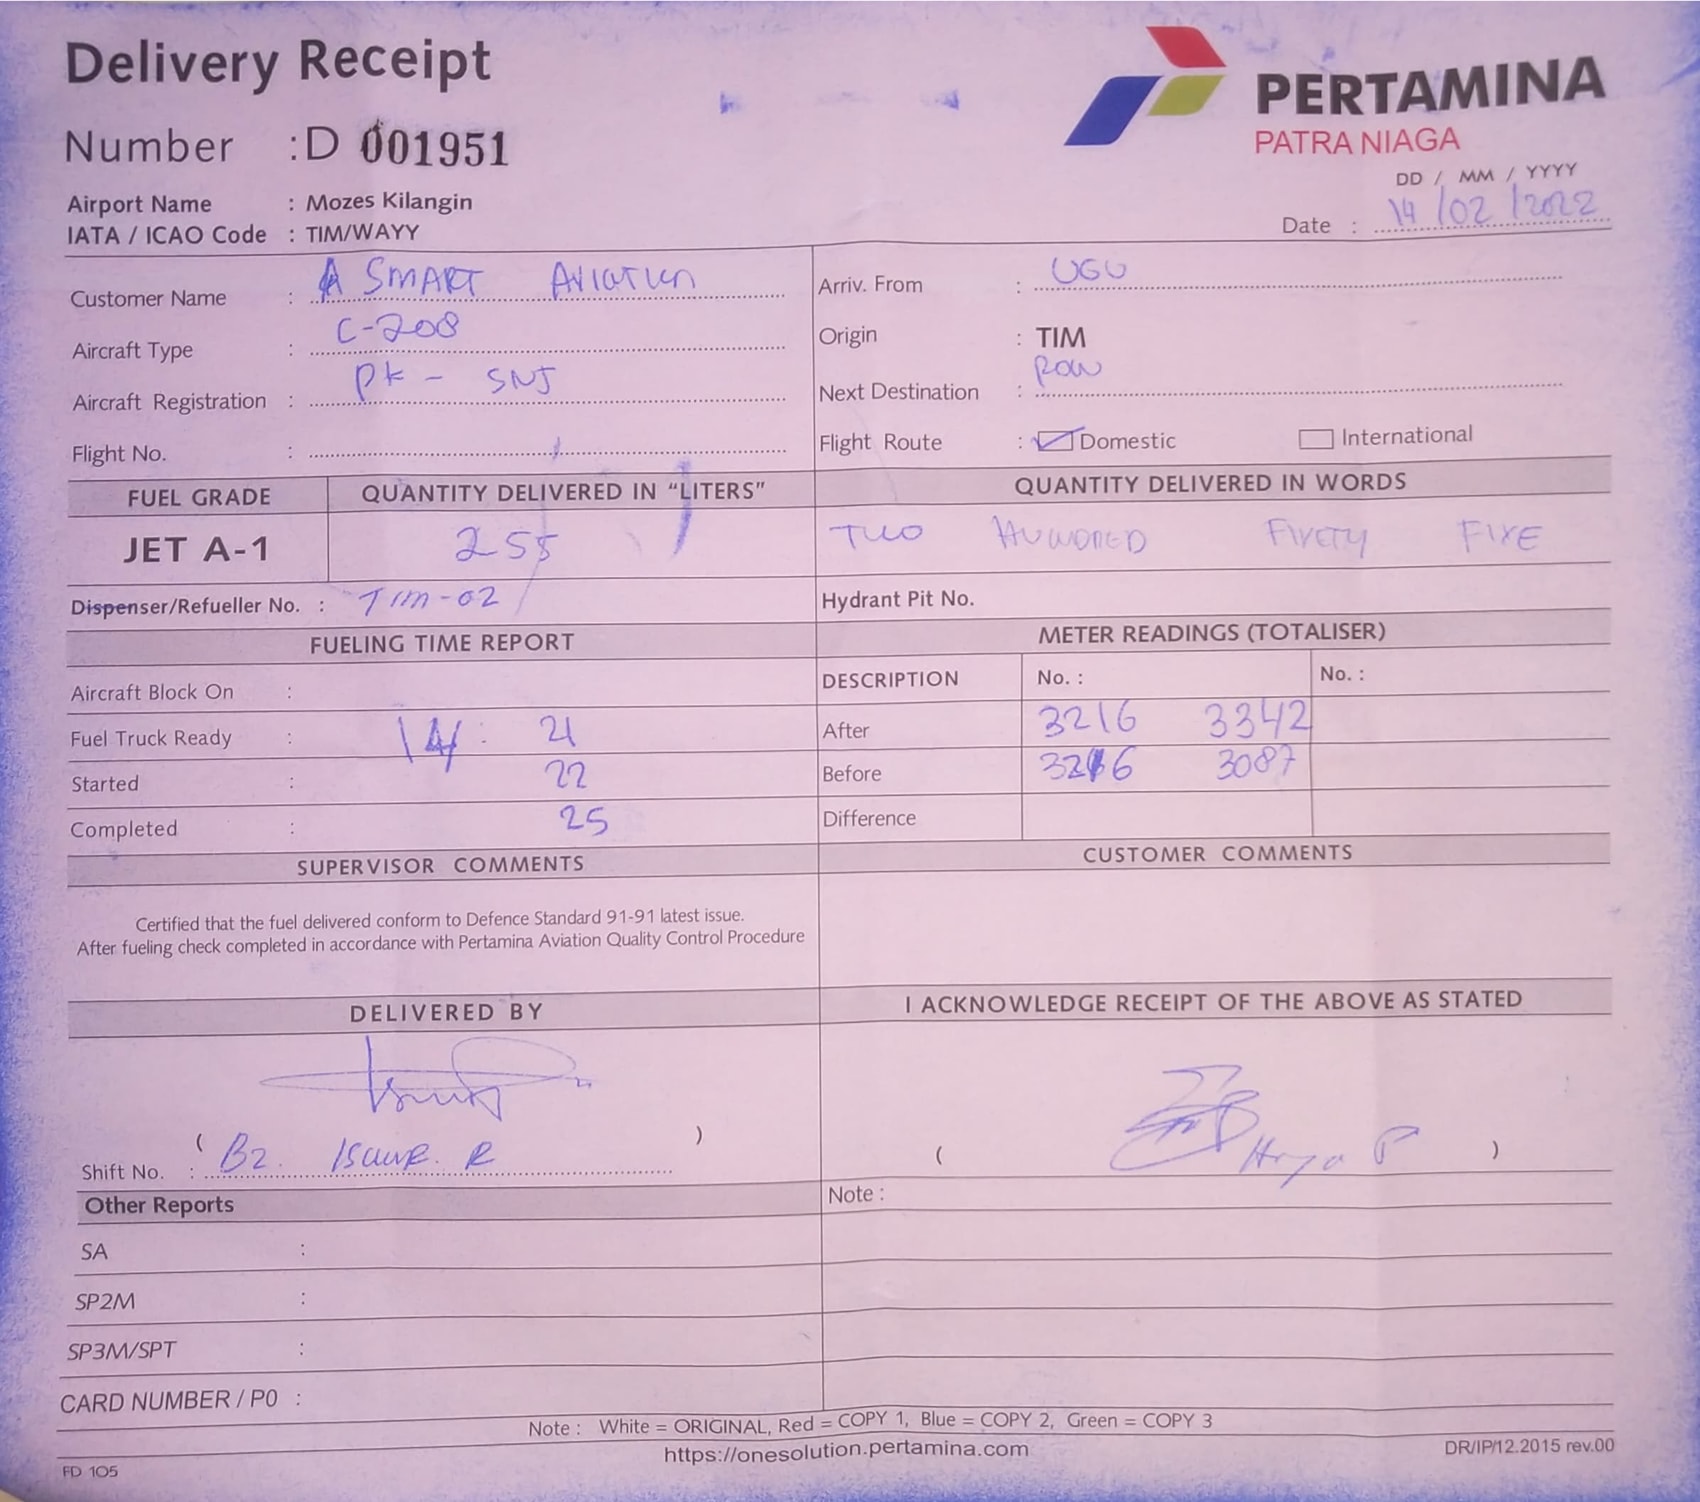 Delivery Receipt
PERTAMINA
PATRA NIAGA
Number : D 001951
DD / MM / YYYY
Date : 14/02/2022
Airport Name : Mozes Kilangin
IATA / ICAO Code : TIM/WAYY
Customer Name : A SMART AVIATION
Arriv. From : UGU
Aircraft Type : C-208
Origin : TIM
Aircraft Registration : PK - SNJ
Next Destination : ROW
Flight No. :
Flight Route : Domestic International
FUEL GRADE QUANTITY DELIVERED IN "LITERS" QUANTITY DELIVERED IN WORDS
JET A-1 255 TWO HUNDRED FIVETY FIVE
Dispenser/Refueller No. : TIM-02 Hydrant Pit No.
FUELING TIME REPORT METER READINGS (TOTALISER)
Aircraft Block On : DESCRIPTION No. : No. :
Fuel Truck Ready : 14 : 21 After 3216 3342
Started : 22 Before 3216 3087
Completed : 25 Difference
SUPERVISOR COMMENTS CUSTOMER COMMENTS
Certified that the fuel delivered conform to Defence Standard 91-91 latest issue.
After fueling check completed in accordance with Pertamina Aviation Quality Control Procedure
DELIVERED BY I ACKNOWLEDGE RECEIPT OF THE ABOVE AS STATED
( )
Shift No. : B2. R
( P )
Other Reports Note :
SA :
SP2M :
SP3M/SPT :
CARD NUMBER / P0 :
Note : White = ORIGINAL, Red = COPY 1, Blue = COPY 2, Green = COPY 3
https://onesolution.pertamina.com
FD 105
DR/IP/12.2015 rev.00